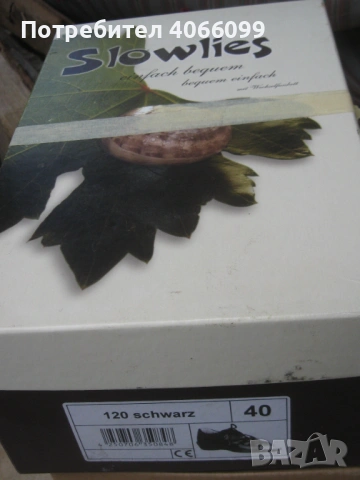 Потребител 4066099
Slowlies
einfach bequem
bequem einfach
120 schwarz
40
CE
BAZAR